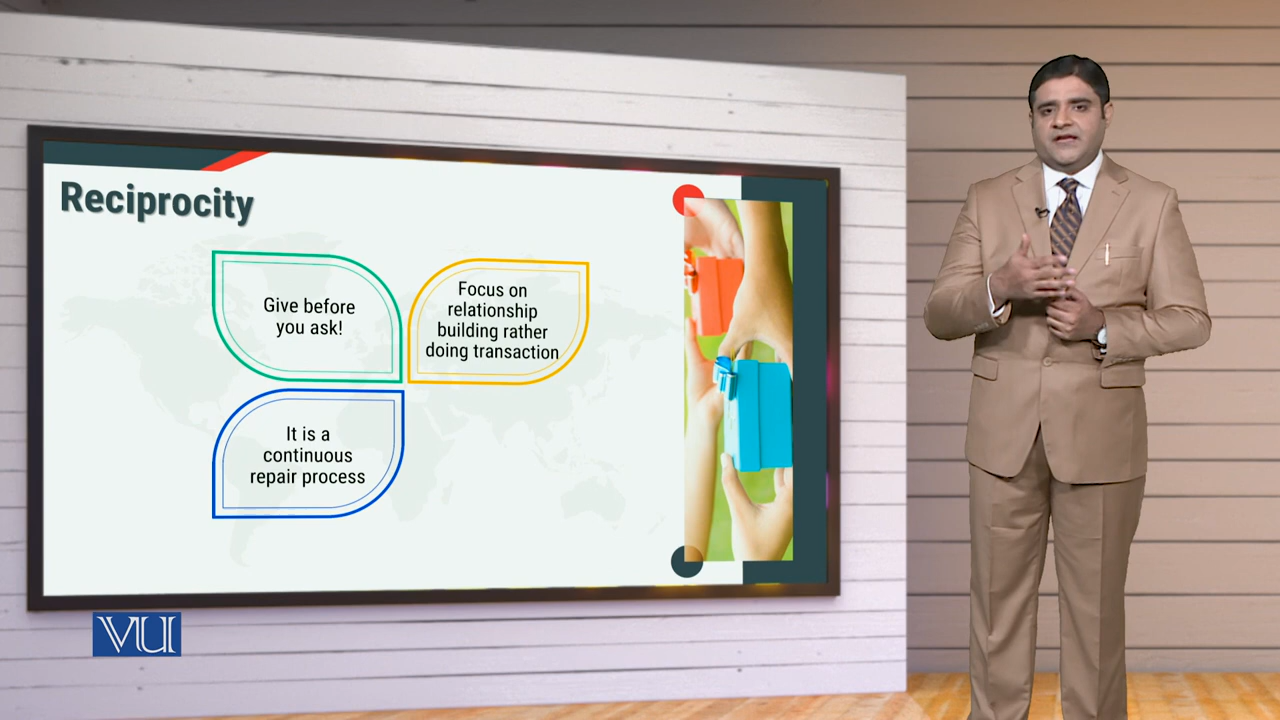 Reciprocity
Give before
you ask!
Focus on
relationship
building rather
doing transaction
It is a
continuous
repair process
VU